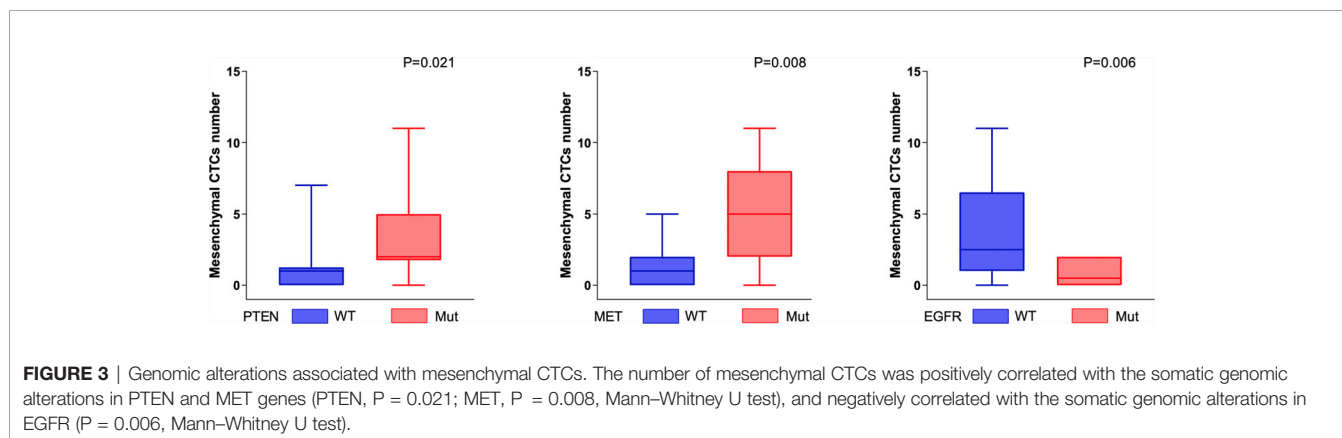 P=0.021
P=0.008
P=0.006
Mesenchymal CTCs number
15
10
5
0
Mesenchymal CTCs number
15
10
5
0
Mesenchymal CTCs number
15
10
5
0
PTEN WT Mut
MET WT Mut
EGFR WT Mut
FIGURE 3 | Genomic alterations associated with mesenchymal CTCs. The number of mesenchymal CTCs was positively correlated with the somatic genomic
alterations in PTEN and MET genes (PTEN, P = 0.021; MET, P = 0.008, Mann–Whitney U test), and negatively correlated with the somatic genomic alterations in
EGFR (P = 0.006, Mann–Whitney U test).